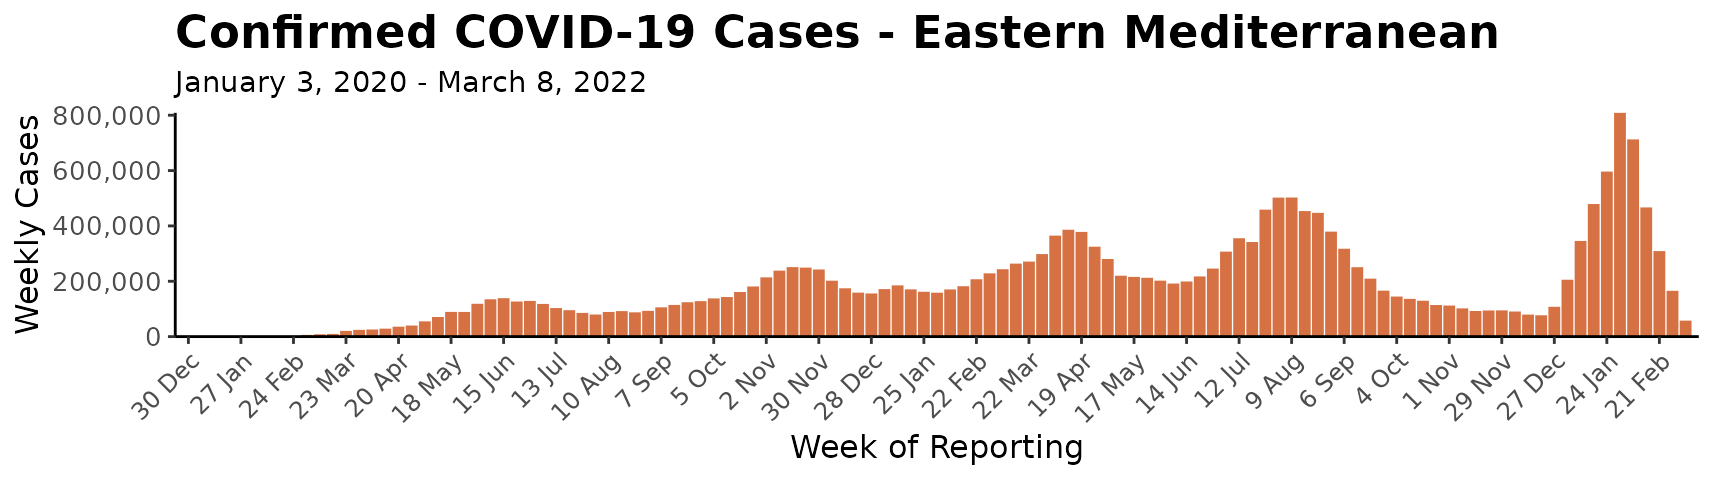 Confirmed COVID-19 Cases - Eastern Mediterranean
January 3, 2020 - March 8, 2022
Weekly Cases
800,000
600,000
400,000
200,000
0
30 Dec
27 Jan
24 Feb
23 Mar
20 Apr
18 May
15 Jun
13 Jul
10 Aug
7 Sep
5 Oct
2 Nov
30 Nov
28 Dec
25 Jan
22 Feb
22 Mar
19 Apr
17 May
14 Jun
12 Jul
9 Aug
6 Sep
4 Oct
1 Nov
29 Nov
27 Dec
24 Jan
21 Feb
Week of Reporting